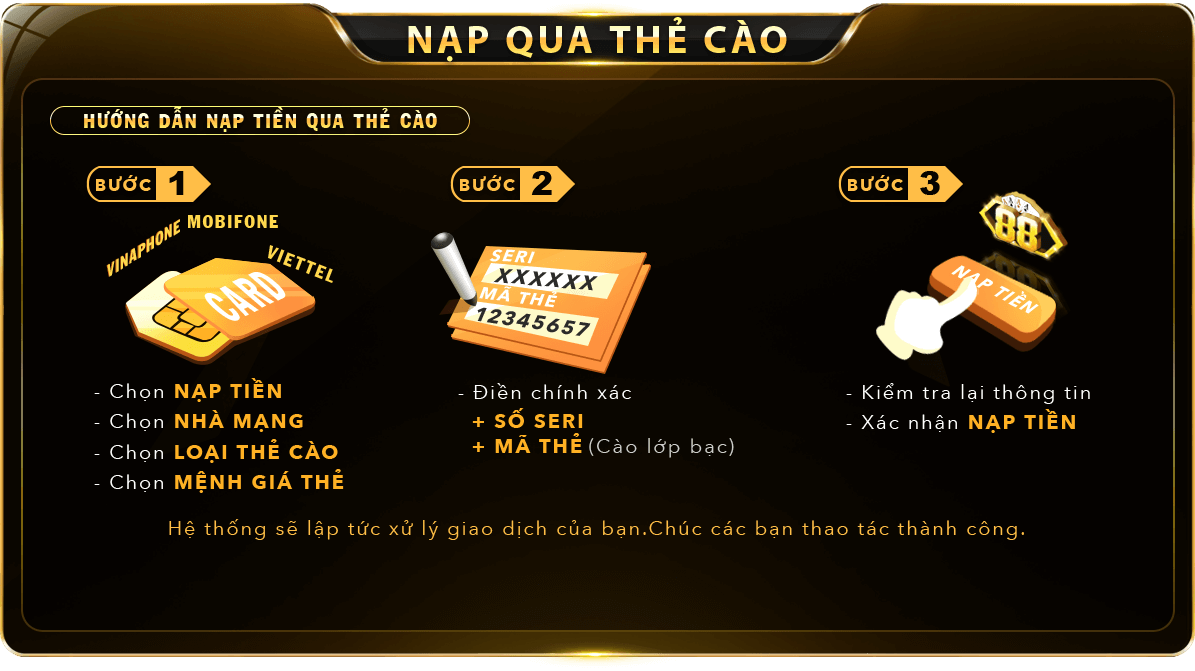 NẠP QUA THẺ CÀO
HƯỚNG DẪN NẠP TIỀN QUA THẺ CÀO
BƯỚC 1
VINAPHONE MOBIFONE VIETTEL
CARD
- Chọn NẠP TIỀN
- Chọn NHÀ MẠNG
- Chọn LOẠI THẺ CÀO
- Chọn MỆNH GIÁ THẺ
BƯỚC 2
SERI
XXXXXX
MÃ THẺ
12345657
- Điền chính xác
+ SỐ SERI
+ MÃ THẺ (Cào lớp bạc)
BƯỚC 3
88
NẠP TIỀN
- Kiểm tra lại thông tin
- Xác nhận NẠP TIỀN
Hệ thống sẽ lập tức xử lý giao dịch của bạn.Chúc các bạn thao tác thành công.